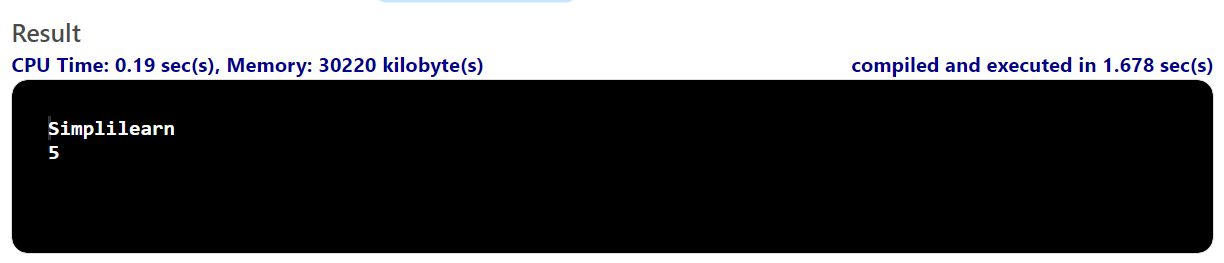 Result
CPU Time: 0.19 sec(s), Memory: 30220 kilobyte(s) compiled and executed in 1.678 sec(s)
Simplilearn
5